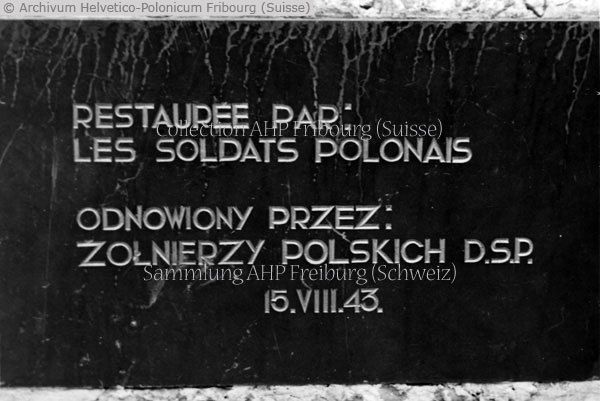 © Archivum Helvetico-Polonicum Fribourg (Suisse)
RESTAURÉE PAR:
Collection AHP Fribourg (Suisse)
LES SOLDATS POLONAIS
ODNOWIONY PRZEZ:
ŻOŁNIERZY POLSKICH D.S.P.
Sammlung AHP Freiburg (Schweiz)
15.VIII.43.